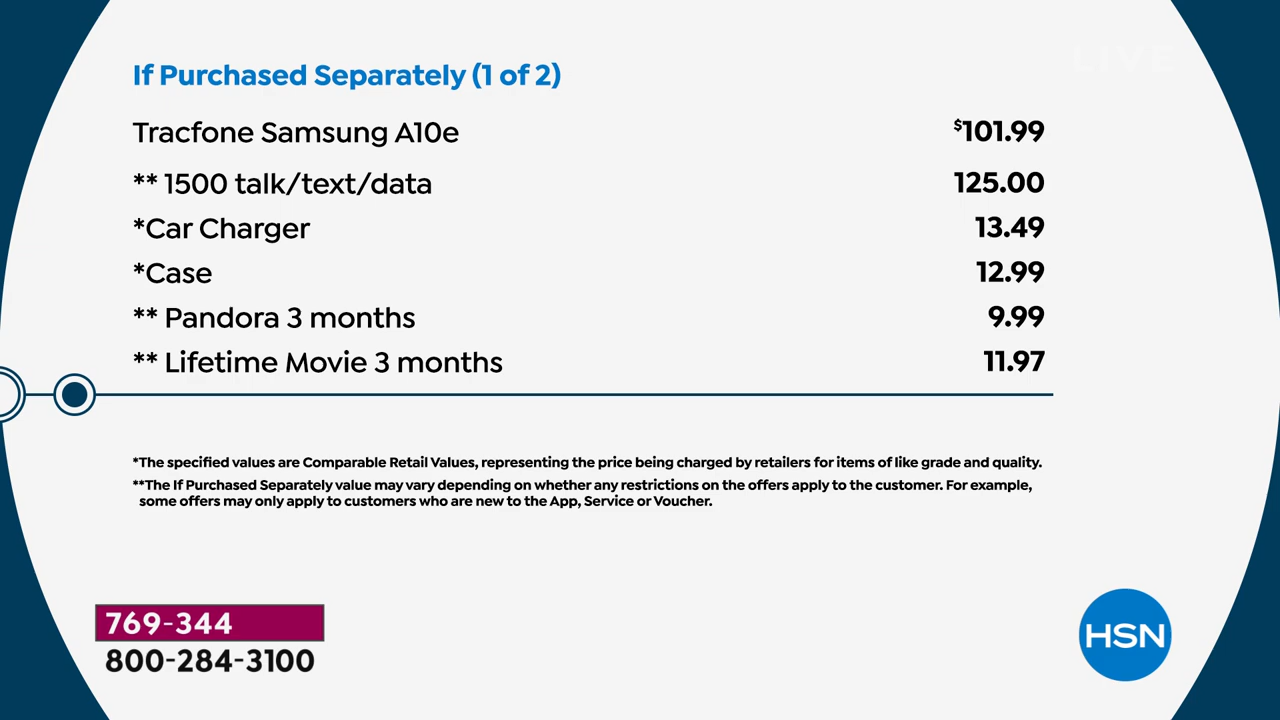 LIVE
If Purchased Separately (1 of 2)
Tracfone Samsung A10e $101.99
** 1500 talk/text/data 125.00
*Car Charger 13.49
*Case 12.99
** Pandora 3 months 9.99
** Lifetime Movie 3 months 11.97
*The specified values are Comparable Retail Values, representing the price being charged by retailers for items of like grade and quality.
**The If Purchased Separately value may vary depending on whether any restrictions on the offers apply to the customer. For example,
some offers may only apply to customers who are new to the App, Service or Voucher.
769-344
800-284-3100
HSN